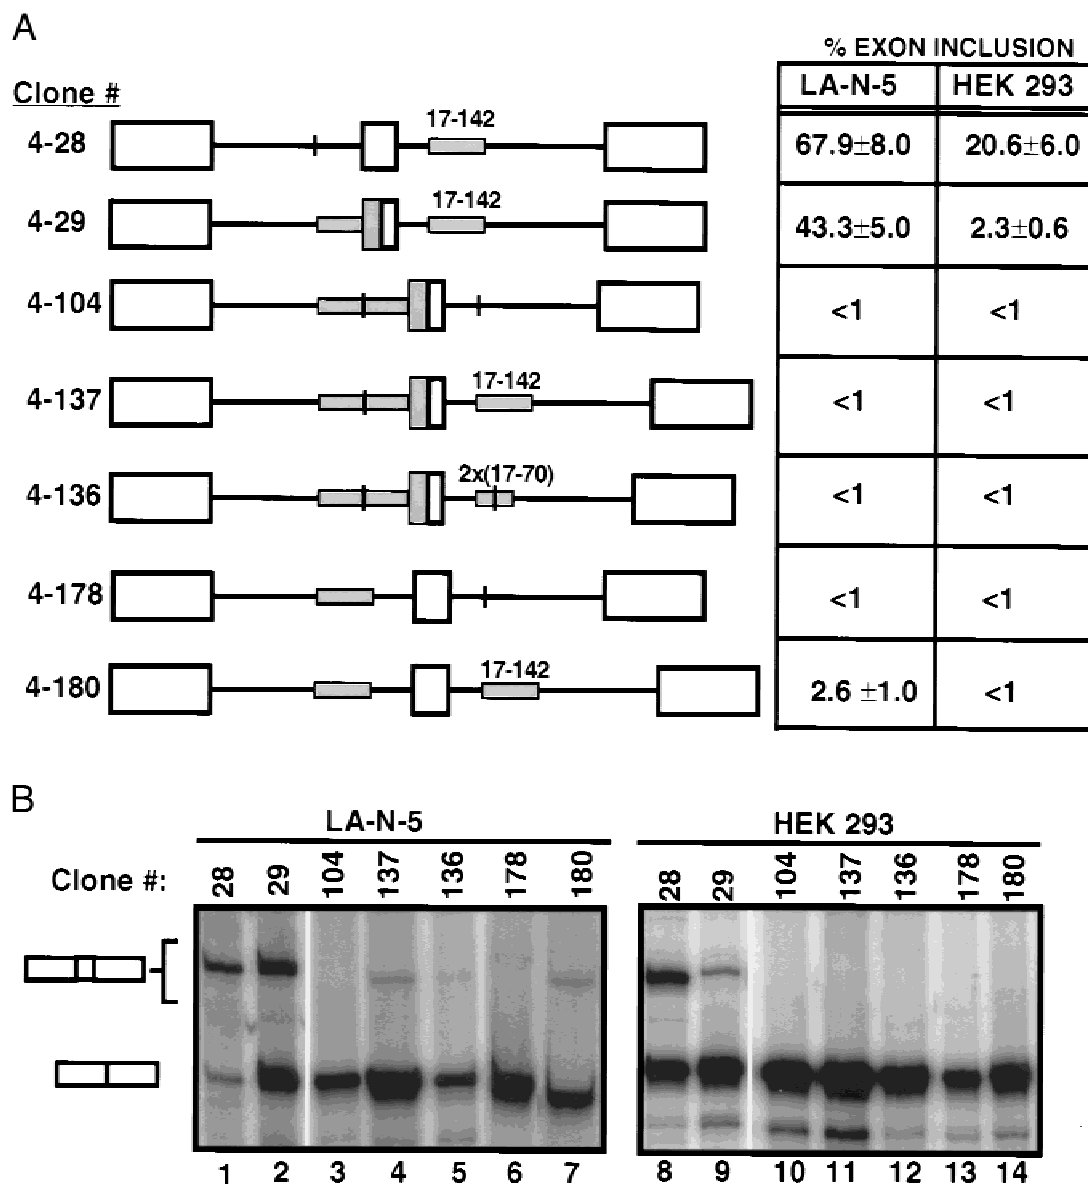 A
% EXON INCLUSION
Clone #
LA-N-5 HEK 293
4-28 17-142 67.9±8.0 20.6±6.0
4-29 17-142 43.3±5.0 2.3±0.6
4-104 <1 <1
4-137 17-142 <1 <1
4-136 2x(17-70) <1 <1
4-178 <1 <1
4-180 17-142 2.6 ±1.0 <1
B
LA-N-5 HEK 293
Clone #: 28 29 104 137 136 178 180 28 29 104 137 136 178 180
1 2 3 4 5 6 7 8 9 10 11 12 13 14